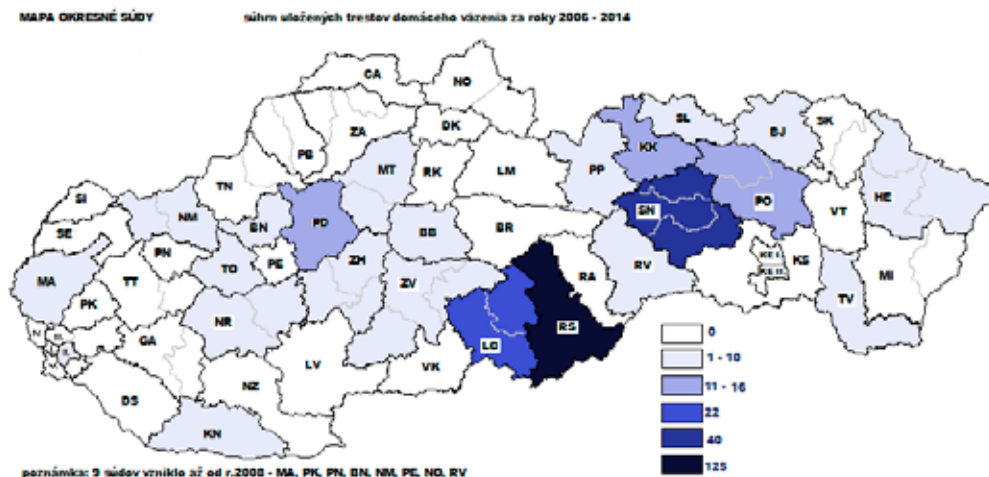 MAPA OKRESNÉ SÚDY
súhrn uložených trestov domáceho väzenia za roky 2006 - 2014
CA
NO
SL
BJ
SK
ZA
DK
PB
KK
MT
RK
LM
PP
TN
HE
SI
NM
BN
PD
SN
PO
VT
SE
BB
BR
PN
PE
ZH
RA
RV
KS
KE I.
KE II.
MA
TO
ZV
MI
TT
PK
TV
NR
RS
GA
LC
LV
VK
NZ
DS
KN
0
1 - 10
11 - 16
22
40
125
poznámka: 9 súdov vzniklo až od r.2008 - MA, PK, PN, BN, NM, PE, NO, RV